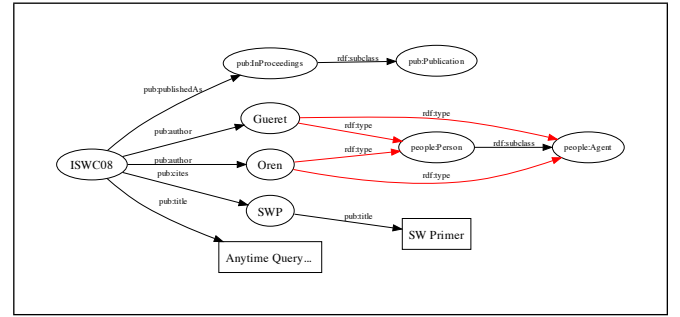 pub:InProceedings
rdf:subclass
pub:Publication
pub:publishedAs
Gueret
rdf:type
rdf:type
pub:author
people:Person
rdf:subclass
people:Agent
rdf:type
ISWC08
pub:author
Oren
rdf:type
pub:cites
pub:title
SWP
pub:title
SW Primer
Anytime Query...